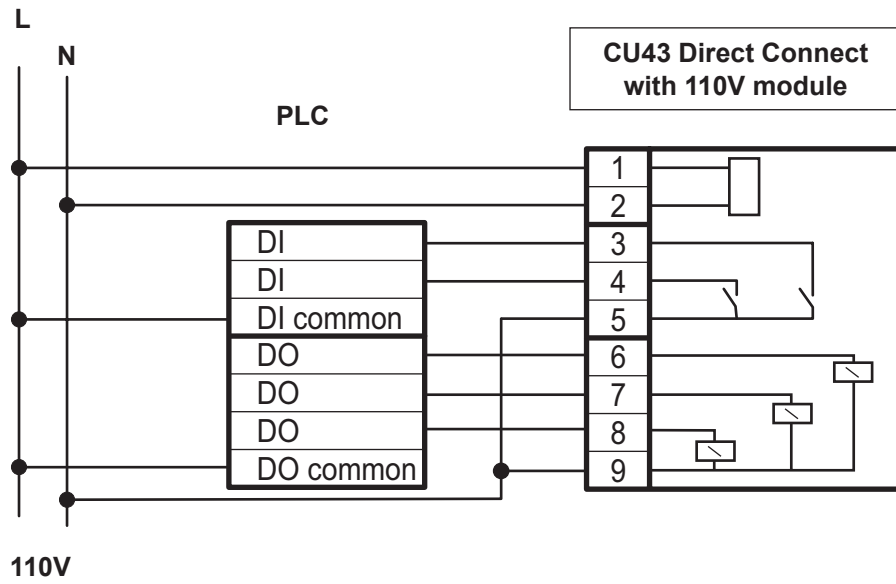 L
N
CU43 Direct Connect
with 110V module
PLC
1
2
DI
3
DI
4
DI common
5
DO
6
DO
7
DO
8
DO common
9
110V